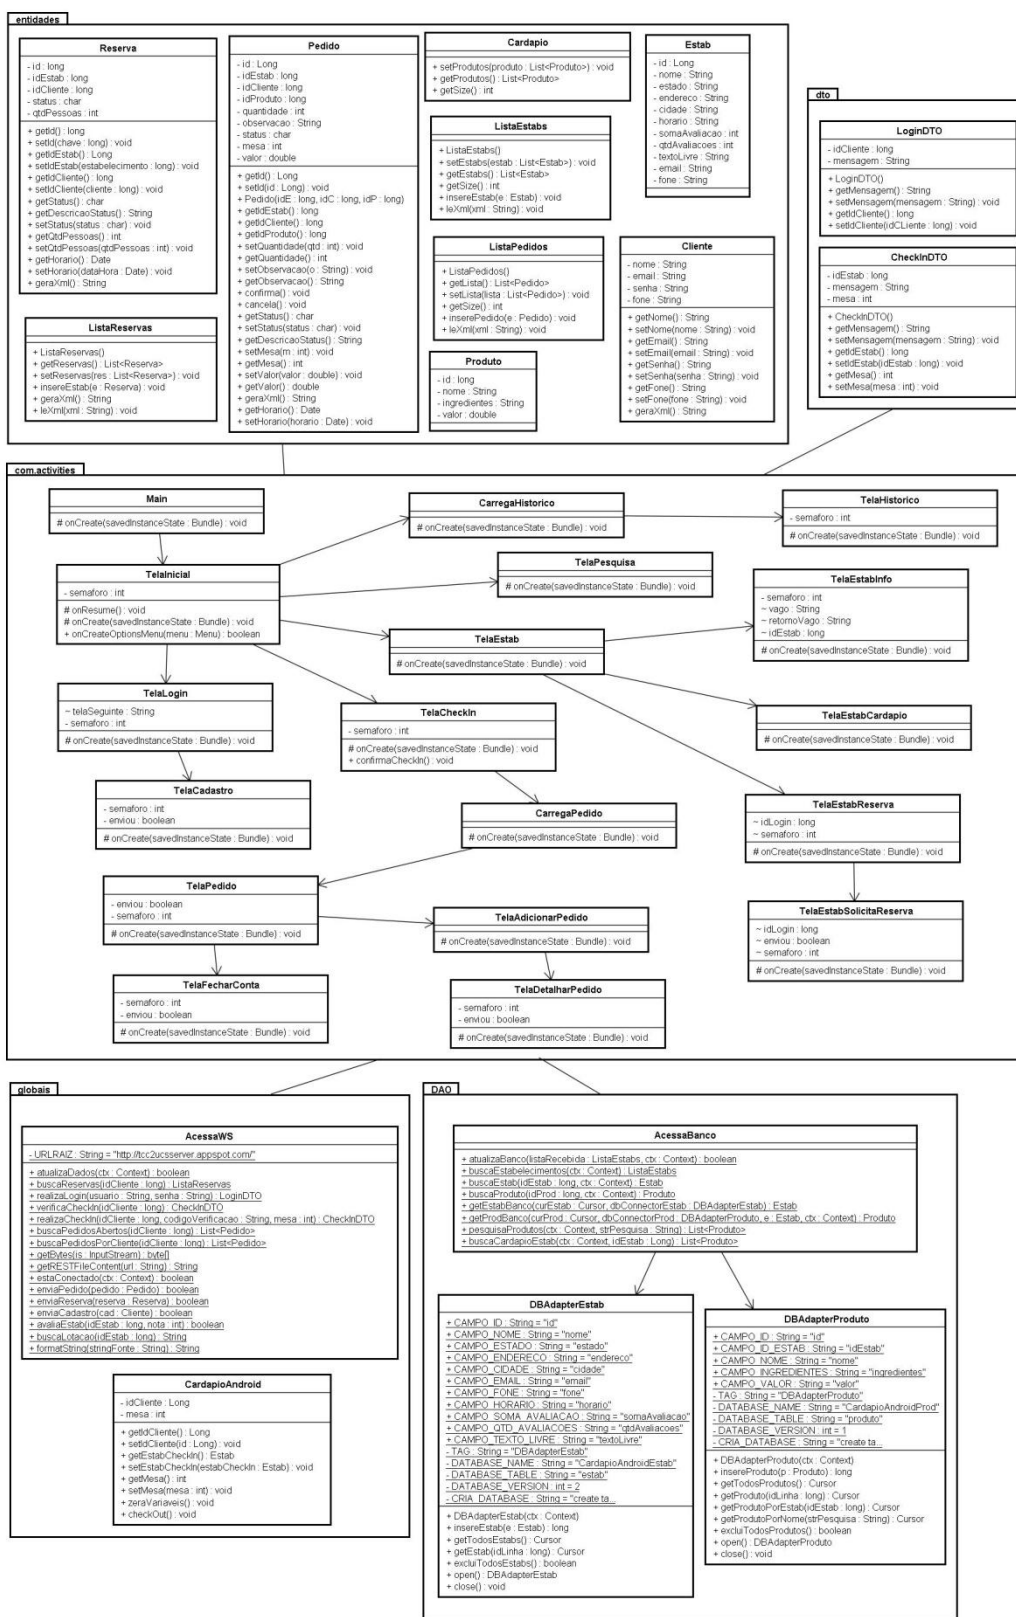 entidades
Reserva
- id : long
- idEstab : long
- idCliente : long
- status : char
- qtdPessoas : int
+ getId() : long
+ setId(chave : long) : void
+ getIdEstab() : Long
+ setIdEstab(estabelecimento : long) : void
+ getIdCliente() : long
+ setIdCliente(cliente : long) : void
+ getStatus() : char
+ getDescricaoStatus() : String
+ setStatus(status : char) : void
+ getQtdPessoas() : int
+ setQtdPessoas(qtdPessoas : int) : void
+ getHorario() : Date
+ setHorario(dataHora : Date) : void
+ geraXml() : String
ListaReservas
+ ListaReservas()
+ getReservas() : List<Reserva>
+ setReservas(res : List<Reserva>) : void
+ insereEstab(e : Reserva) : void
+ geraXml() : String
+ leXml(xml : String) : void
Pedido
- id : Long
- idEstab : long
- idCliente : long
- idProduto : long
- quantidade : int
- observacao : String
- status : char
- mesa : int
- valor : double
+ getId() : Long
+ setId(id : Long) : void
+ Pedido(idE : long, idC : long, idP : long)
+ getIdEstab() : long
+ getIdCliente() : long
+ getIdProduto() : long
+ setQuantidade(qtd : int) : void
+ getQuantidade() : int
+ setObservacao(o : String) : void
+ getObservacao() : String
+ confirma() : void
+ cancela() : void
+ getStatus() : char
+ setStatus(status : char) : void
+ getDescricaoStatus() : String
+ setMesa(m : int) : void
+ getMesa() : int
+ setValor(valor : double) : void
+ getValor() : double
+ geraXml() : String
+ getHorario() : Date
+ setHorario(horario : Date) : void
Cardapio
+ setProdutos(produto : List<Produto>) : void
+ getProdutos() : List<Produto>
+ getSize() : int
ListaEstabs
+ ListaEstabs()
+ setEstabs(estab : List<Estab>) : void
+ getEstabs() : List<Estab>
+ getSize() : int
+ insereEstab(e : Estab) : void
+ leXml(xml : String) : void
ListaPedidos
+ ListaPedidos()
+ getLista() : List<Pedido>
+ setLista(lista : List<Pedido>) : void
+ getSize() : int
+ inserePedido(e : Pedido) : void
+ leXml(xml : String) : void
Produto
- id : long
- nome : String
- ingredientes : String
- valor : double
Estab
- id : Long
- nome : String
- estado : String
- endereco : String
- cidade : String
- horario : String
- somaAvaliacao : int
- qtdAvaliacoes : int
- textoLivre : String
- email : String
- fone : String
Cliente
- nome : String
- email : String
- senha : String
- fone : String
+ getNome() : String
+ setNome(nome : String) : void
+ getEmail() : String
+ setEmail(email : String) : void
+ getSenha() : String
+ setSenha(senha : String) : void
+ getFone() : String
+ setFone(fone : String) : void
+ geraXml() : String
dto
LoginDTO
- idCliente : long
- mensagem : String
+ LoginDTO()
+ getMensagem() : String
+ setMensagem(mensagem : String) : void
+ getIdCliente() : long
+ setIdCliente(idCLiente : long) : void
CheckInDTO
- idEstab : long
- mensagem : String
- mesa : int
+ CheckInDTO()
+ getMensagem() : String
+ setMensagem(mensagem : String) : void
+ getIdEstab() : long
+ setIdEstab(idEstab : long) : void
+ getMesa() : int
+ setMesa(mesa : int) : void
com.activities
Main
# onCreate(savedInstanceState : Bundle) : void
CarregaHistorico
# onCreate(savedInstanceState : Bundle) : void
TelaHistorico
- semaforo : int
# onCreate(savedInstanceState : Bundle) : void
TelaInicial
- semaforo : int
# onResume() : void
# onCreate(savedInstanceState : Bundle) : void
+ onCreateOptionsMenu(menu : Menu) : boolean
TelaPesquisa
# onCreate(savedInstanceState : Bundle) : void
TelaEstabInfo
- semaforo : int
~ vago : String
~ retornoVago : String
~ idEstab : long
# onCreate(savedInstanceState : Bundle) : void
TelaEstab
# onCreate(savedInstanceState : Bundle) : void
TelaLogin
~ telaSeguinte : String
- semaforo : int
# onCreate(savedInstanceState : Bundle) : void
TelaCheckIn
- semaforo : int
# onCreate(savedInstanceState : Bundle) : void
+ confirmaCheckIn() : void
TelaEstabCardapio
# onCreate(savedInstanceState : Bundle) : void
TelaCadastro
- semaforo : int
- enviou : boolean
# onCreate(savedInstanceState : Bundle) : void
CarregaPedido
# onCreate(savedInstanceState : Bundle) : void
TelaEstabReserva
~ idLogin : long
~ semaforo : int
# onCreate(savedInstanceState : Bundle) : void
TelaPedido
- enviou : boolean
- semaforo : int
# onCreate(savedInstanceState : Bundle) : void
TelaAdicionarPedido
# onCreate(savedInstanceState : Bundle) : void
TelaEstabSolicitaReserva
~ idLogin : long
~ enviou : boolean
~ semaforo : int
# onCreate(savedInstanceState : Bundle) : void
TelaFecharConta
- semaforo : int
- enviou : boolean
# onCreate(savedInstanceState : Bundle) : void
TelaDetalharPedido
- semaforo : int
- enviou : boolean
# onCreate(savedInstanceState : Bundle) : void
globais
AcessaWS
- URLRAIZ : String = "http://tcc2ucsserver.appspot.com/"
+ atualizaDados(ctx : Context) : boolean
+ buscaReservas(idCliente : long) : ListaReservas
+ realizaLogin(usuario : String, senha : String) : LoginDTO
+ verificaCheckIn(idCliente : long) : CheckInDTO
+ realizaCheckIn(idCliente : long, codigoVerificacao : String, mesa : int) : CheckInDTO
+ buscaPedidosAbertos(idCliente : long) : List<Pedido>
+ buscaPedidosPorCliente(idCliente : long) : List<Pedido>
+ getBytes(is : InputStream) : byte[]
+ getRESTFileContent(url : String) : String
+ estaConectado(ctx : Context) : boolean
+ enviaPedido(pedido : Pedido) : boolean
+ enviaReserva(reserva : Reserva) : boolean
+ enviaCadastro(cad : Cliente) : boolean
+ avaliaEstab(idEstab : long, nota : int) : boolean
+ buscaLotacao(idEstab : long) : String
+ formatString(stringFonte : String) : String
CardapioAndroid
- idCliente : Long
- mesa : int
+ getIdCliente() : Long
+ setIdCliente(id : Long) : void
+ getEstabCheckIn() : Estab
+ setEstabCheckIn(estabCheckIn : Estab) : void
+ getMesa() : int
+ setMesa(mesa : int) : void
+ zeraVariaveis() : void
+ checkOut() : void
DAO
AcessaBanco
+ atualizaBanco(listaRecebida : ListaEstabs, ctx : Context) : boolean
+ buscaEstabelecimentos(ctx : Context) : ListaEstabs
+ buscaEstab(idEstab : long, ctx : Context) : Estab
+ buscaProduto(idProd : long, ctx : Context) : Produto
+ getEstabBanco(curEstab : Cursor, dbConnectorEstab : DBAdapterEstab) : Estab
+ getProdBanco(curProd : Cursor, dbConnectorProd : DBAdapterProduto, e : Estab, ctx : Context) : Produto
+ pesquisaProdutos(ctx : Context, strPesquisa : String) : List<Produto>
+ buscaCardapioEstab(ctx : Context, idEstab : Long) : List<Produto>
DBAdapterEstab
+ CAMPO_ID : String = "id"
+ CAMPO_NOME : String = "nome"
+ CAMPO_ESTADO : String = "estado"
+ CAMPO_ENDERECO : String = "endereco"
+ CAMPO_CIDADE : String = "cidade"
+ CAMPO_EMAIL : String = "email"
+ CAMPO_FONE : String = "fone"
+ CAMPO_HORARIO : String = "horario"
+ CAMPO_SOMA_AVALIACAO : String = "somaAvaliacao"
+ CAMPO_QTD_AVALIACOES : String = "qtdAvaliacoes"
+ CAMPO_TEXTO_LIVRE : String = "textoLivre"
- TAG : String = "DBAdapterEstab"
- DATABASE_NAME : String = "CardapioAndroidEstab"
- DATABASE_TABLE : String = "estab"
- DATABASE_VERSION : int = 2
- CRIA_DATABASE : String = "create ta...
+ DBAdapterEstab(ctx : Context)
+ insereEstab(e : Estab) : long
+ getTodosEstabs() : Cursor
+ getEstab(idLinha : long) : Cursor
+ excluiTodosEstabs() : boolean
+ open() : DBAdapterEstab
+ close() : void
DBAdapterProduto
+ CAMPO_ID : String = "id"
+ CAMPO_ID_ESTAB : String = "idEstab"
+ CAMPO_NOME : String = "nome"
+ CAMPO_INGREDIENTES : String = "ingredientes"
+ CAMPO_VALOR : String = "valor"
- TAG : String = "DBAdapterProduto"
- DATABASE_NAME : String = "CardapioAndroidProd"
- DATABASE_TABLE : String = "produto"
- DATABASE_VERSION : int = 1
- CRIA_DATABASE : String = "create ta...
+ DBAdapterProduto(ctx : Context)
+ insereProduto(p : Produto) : long
+ getTodosProdutos() : Cursor
+ getProduto(idLinha : long) : Cursor
+ getProdutoPorEstab(idEstab : long) : Cursor
+ getProdutoPorNome(strPesquisa : String) : Cursor
+ excluiTodosProdutos() : boolean
+ open() : DBAdapterProduto
+ close() : void